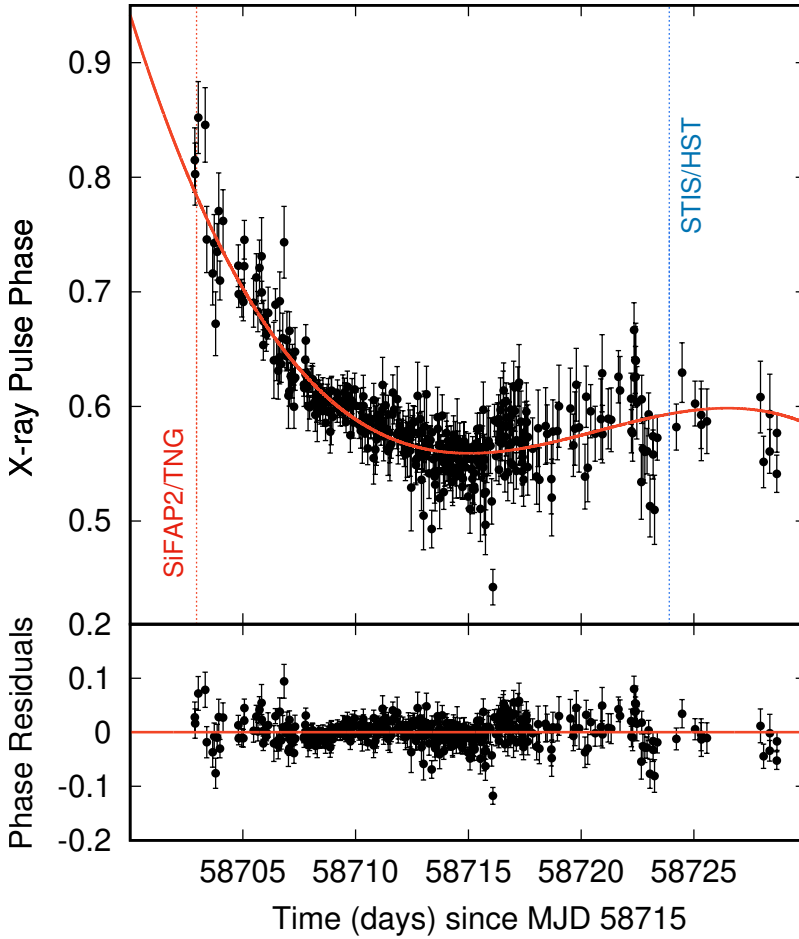 0.9
0.8
0.7
0.6
0.5
X-ray Pulse Phase
SiFAP2/TNG
STIS/HST
0.2
0.1
0
-0.1
-0.2
Phase Residuals
58705 58710 58715 58720 58725
Time (days) since MJD 58715